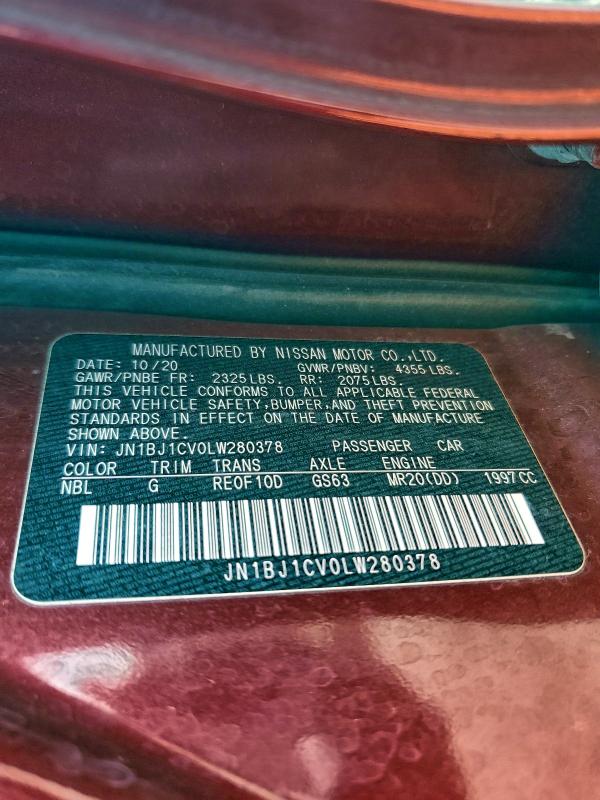 MANUFACTURED BY NISSAN MOTOR CO.,LTD.
DATE: 10/20 GVWR/PNBV: 4355 LBS.
GAWR/PNBE FR: 2325 LBS. RR: 2075 LBS.
THIS VEHICLE CONFORMS TO ALL APPLICABLE FEDERAL
MOTOR VEHICLE SAFETY,BUMPER,AND THEFT PREVENTION
STANDARDS IN EFFECT ON THE DATE OF MANUFACTURE
SHOWN ABOVE.
VIN: JN1BJ1CV0LW280378 PASSENGER CAR
COLOR TRIM TRANS AXLE ENGINE
NBL G RE0F10D GS63 MR20(DD) 1997CC
JN1BJ1CV0LW280378